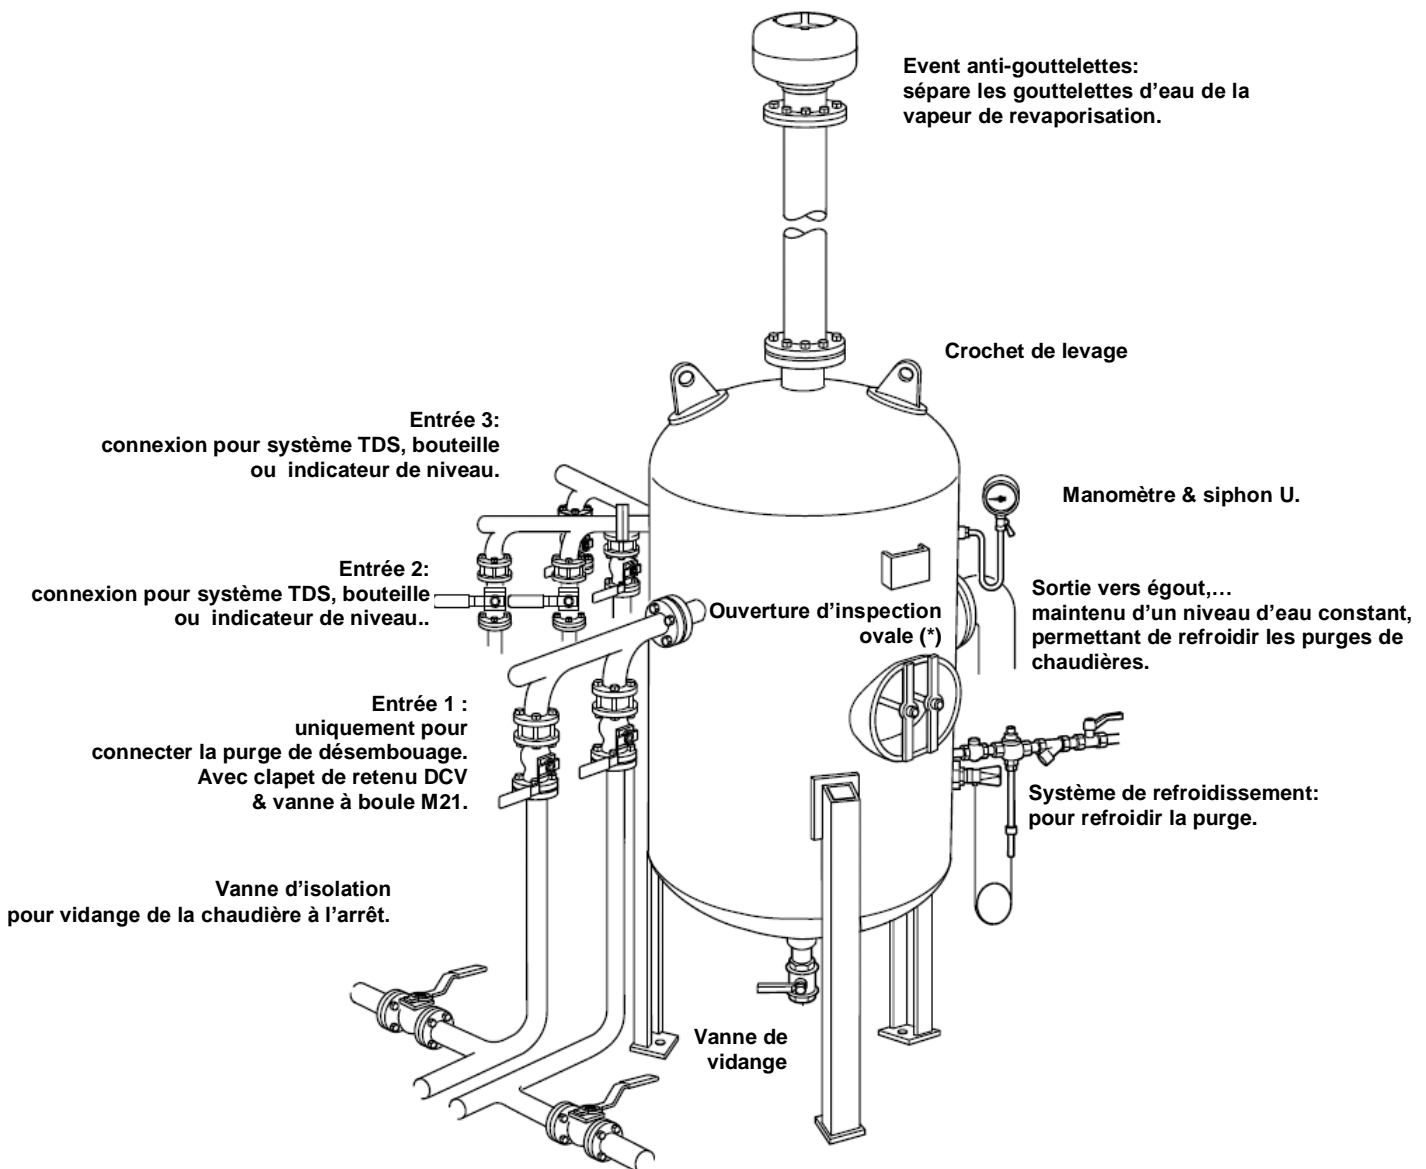 Event anti-gouttelettes:
sépare les gouttelettes d'eau de la
vapeur de revaporisation.
Crochet de levage
Entrée 3:
connexion pour système TDS, bouteille
ou indicateur de niveau.
Manomètre & siphon U.
Entrée 2:
connexion pour système TDS, bouteille
ou indicateur de niveau..
Sortie vers égout,...
maintenu d'un niveau d'eau constant,
permettant de refroidir les purges de
chaudières.
Ouverture d'inspection
ovale (*)
Entrée 1 :
uniquement pour
connecter la purge de désembouage.
Avec clapet de retenu DCV
& vanne à boule M21.
Système de refroidissement:
pour refroidir la purge.
Vanne d'isolation
pour vidange de la chaudière à l'arrêt.
Vanne de
vidange